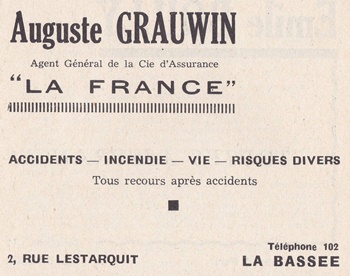 Auguste GRAUWIN
Agent Général de la Cie d'Assurance
"LA FRANCE"
ACCIDENTS — INCENDIE — VIE — RISQUES DIVERS
Tous recours après accidents
2, RUE LESTARQUIT
Téléphone 102
LA BASSEE